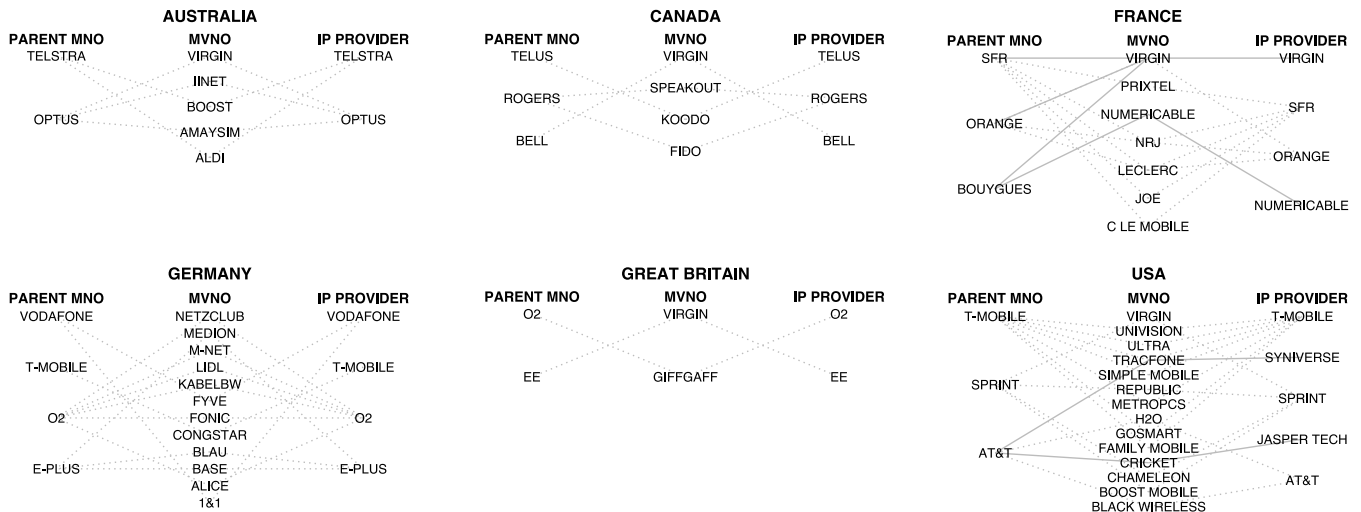 AUSTRALIA
PARENT MNO MVNO IP PROVIDER
TELSTRA VIRGIN TELSTRA
IINET
BOOST
OPTUS AMAYSIM OPTUS
ALDI
CANADA
PARENT MNO MVNO IP PROVIDER
TELUS VIRGIN TELUS
SPEAKOUT
ROGERS ROGERS
KOODO
BELL BELL
FIDO
FRANCE
PARENT MNO MVNO IP PROVIDER
SFR VIRGIN VIRGIN
PRIXTEL
SFR
NUMERICABLE
ORANGE
NRJ
ORANGE
LECLERC
BOUYGUES
JOE
NUMERICABLE
C LE MOBILE
GERMANY
PARENT MNO MVNO IP PROVIDER
VODAFONE NETZCLUB VODAFONE
MEDION
M-NET
T-MOBILE LIDL T-MOBILE
KABELBW
FYVE
O2 FONIC O2
CONGSTAR
BLAU
E-PLUS BASE E-PLUS
ALICE
1&1
GREAT BRITAIN
PARENT MNO MVNO IP PROVIDER
O2 VIRGIN O2
EE GIFFGAFF EE
USA
PARENT MNO MVNO IP PROVIDER
T-MOBILE VIRGIN T-MOBILE
UNIVISION
ULTRA
TRACFONE SYNIVERSE
SIMPLE MOBILE
SPRINT REPUBLIC
METROPCS SPRINT
H2O
GOSMART
JASPER TECH
FAMILY MOBILE
AT&T
CRICKET
CHAMELEON AT&T
BOOST MOBILE
BLACK WIRELESS